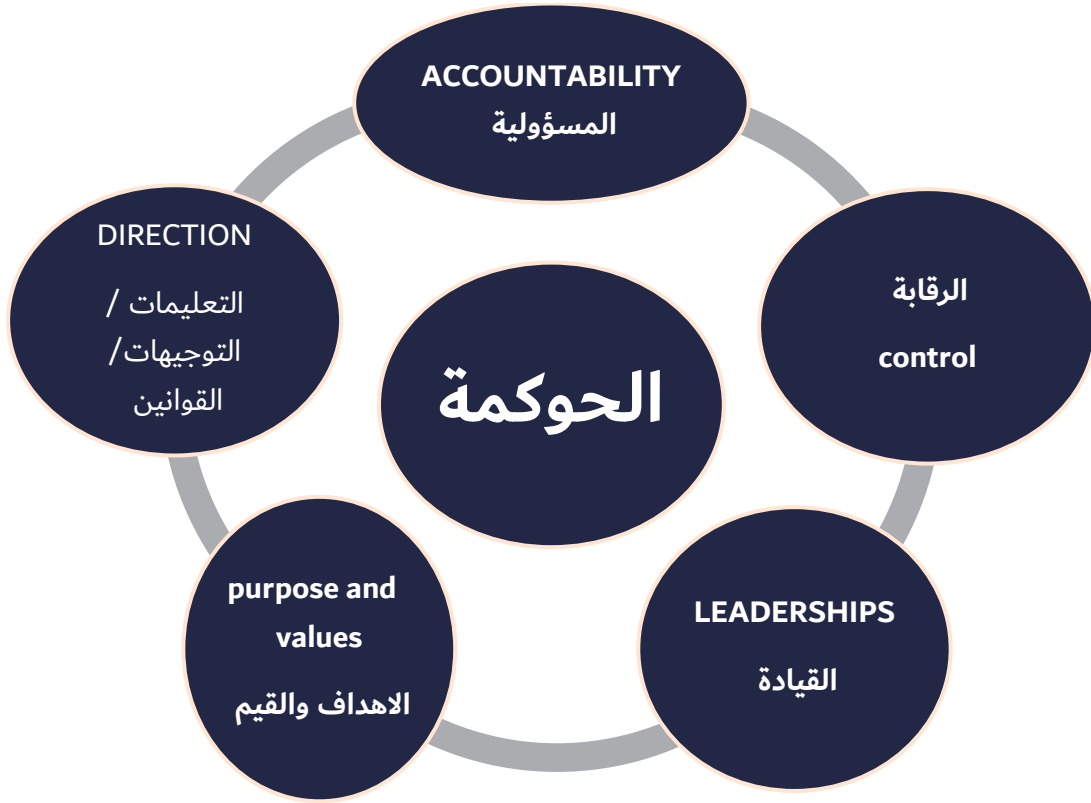 ACCOUNTABILITY
المسؤولية
الرقابة
control
LEADERSHIPS
القيادة
purpose and
values
الاهداف والقيم
DIRECTION
التعليمات /
التوجيهات/
القوانين
الحوكمة